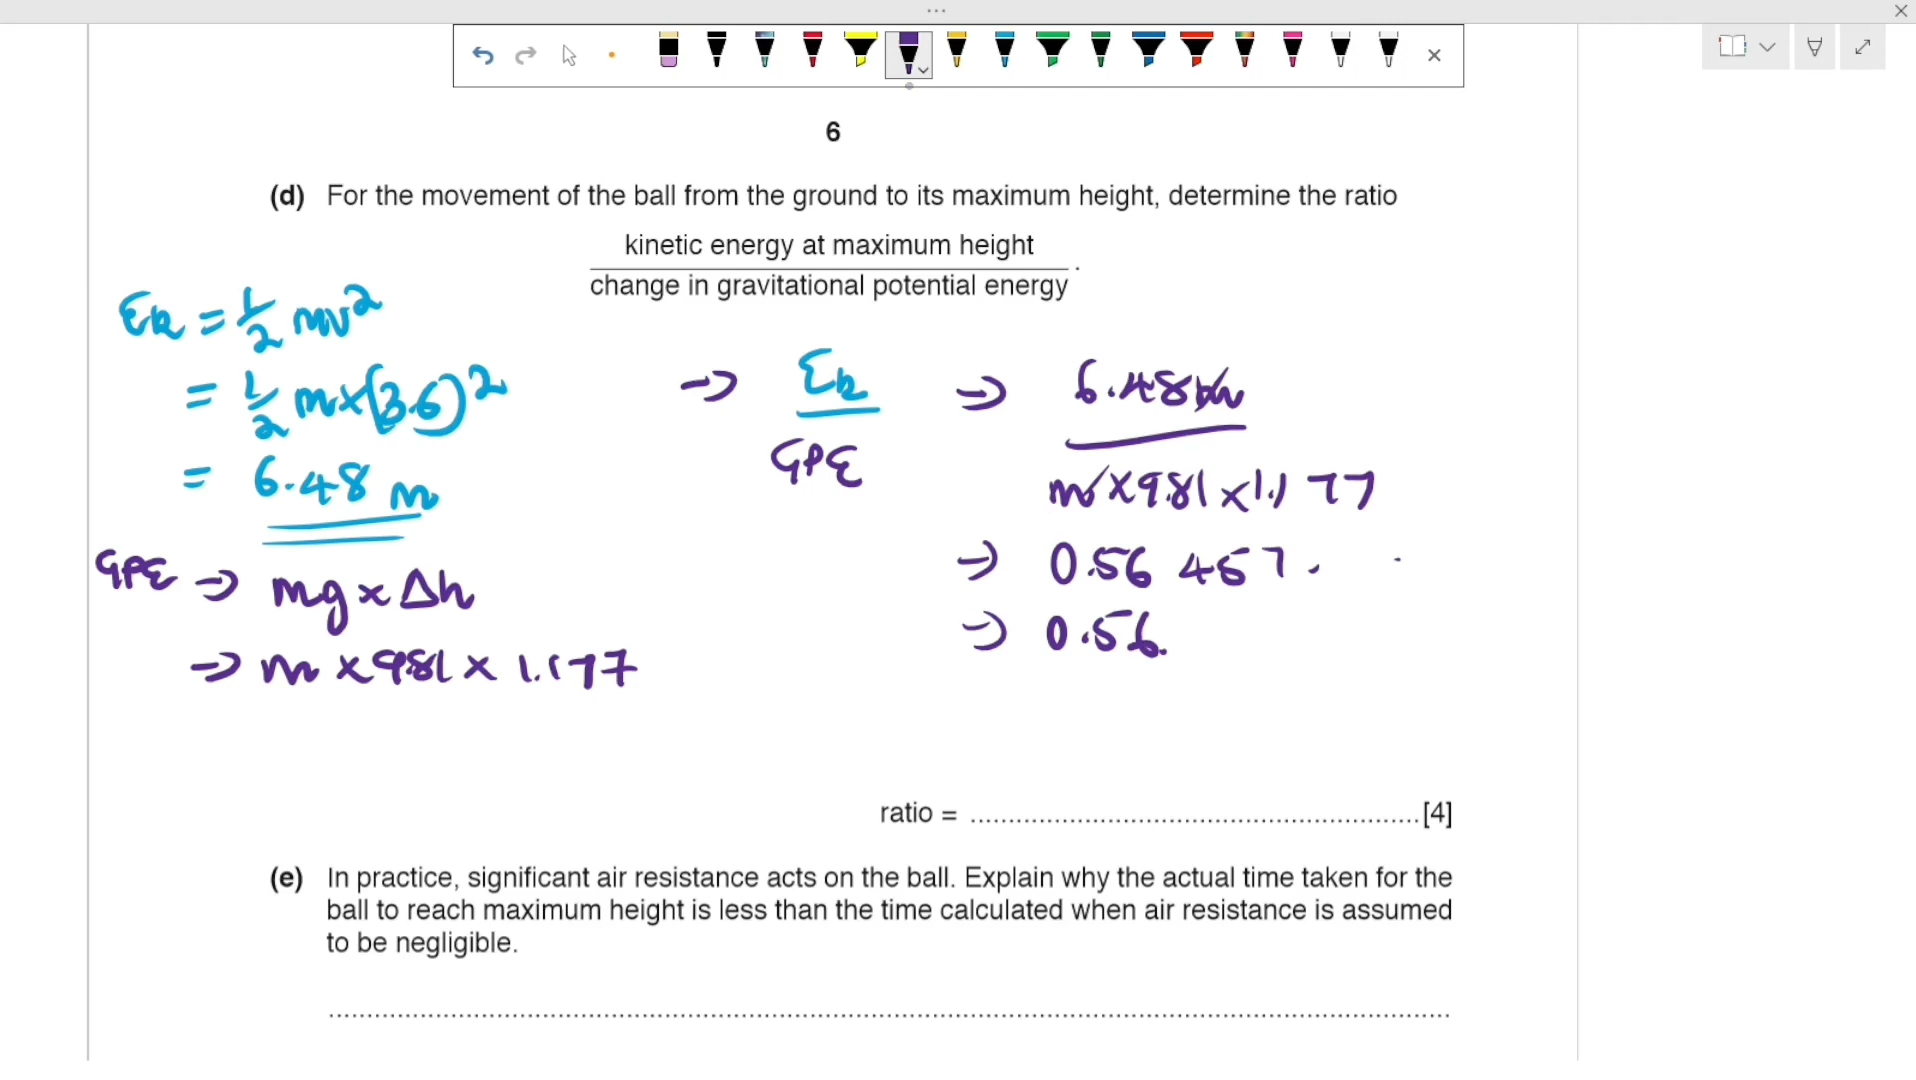 6
(d) For the movement of the ball from the ground to its maximum height, determine the ratio
kinetic energy at maximum height
change in gravitational potential energy .
Ek = 1/2 mv²
= 1/2 m×(3.6)²
= 6.48 m
GPE → mg × Δh
→ m × 9.81 × 1.177
→ Ek / GPE → 6.48m / m × 9.81 × 1.177
→ 0.56 457 . .
→ 0.56.
ratio = ............................................................ [4]
(e) In practice, significant air resistance acts on the ball. Explain why the actual time taken for the
ball to reach maximum height is less than the time calculated when air resistance is assumed
to be negligible.